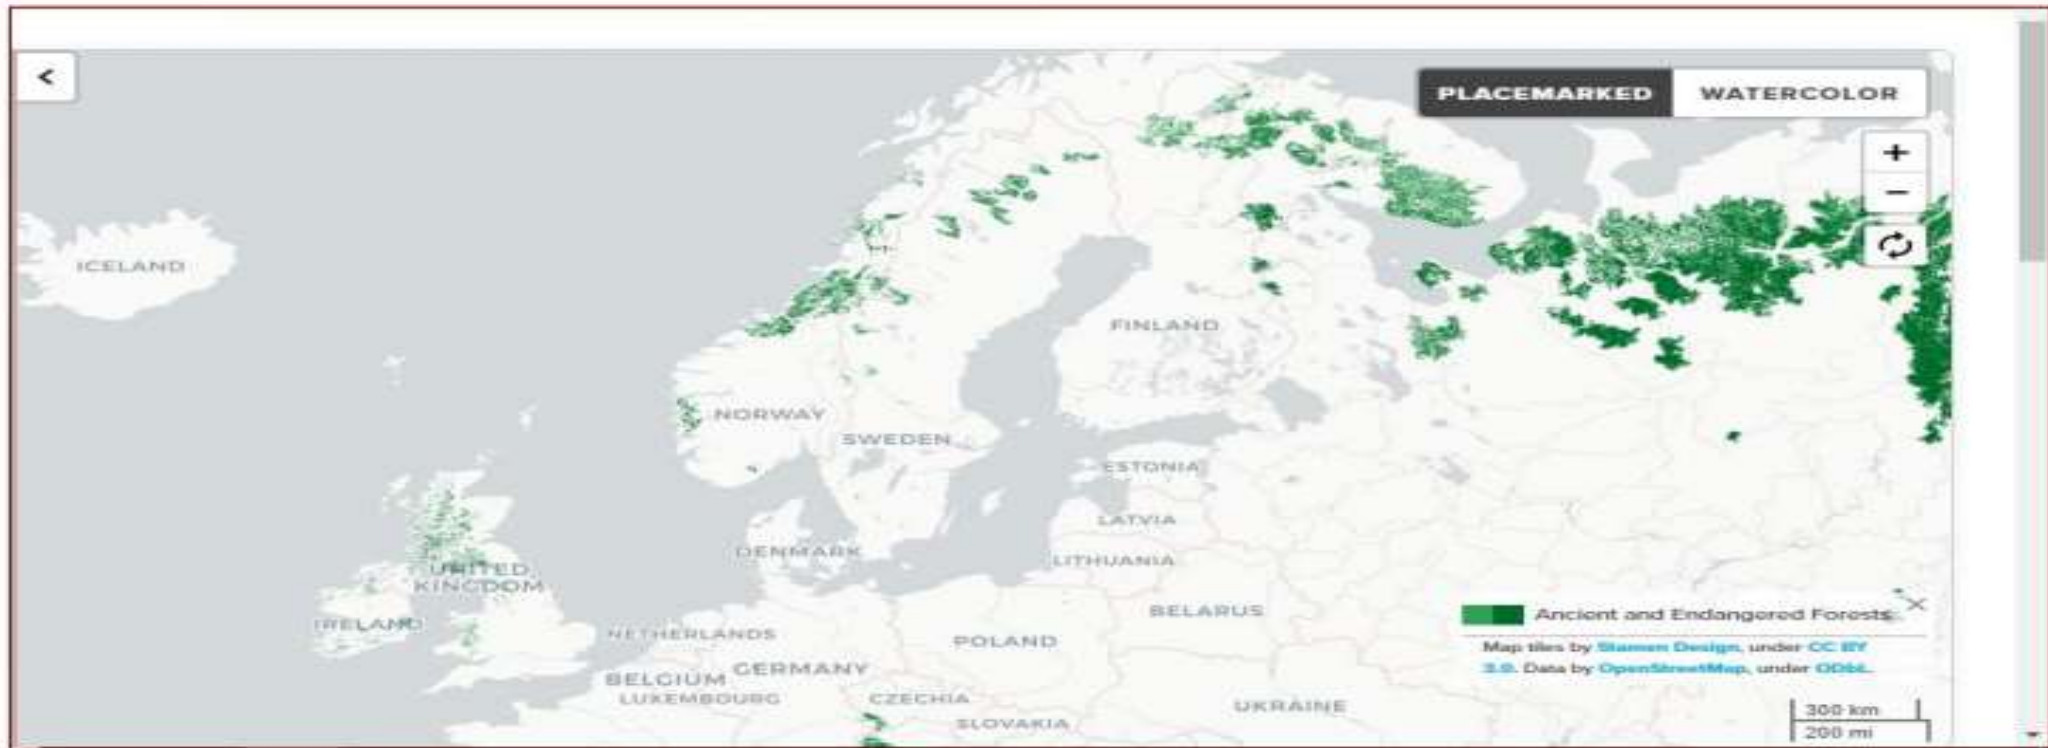 <
PLACEMARKED WATERCOLOR
+
−
ICELAND
FINLAND
NORWAY
SWEDEN
ESTONIA
LATVIA
DENMARK
LITHUANIA
UNITED
KINGDOM
BELARUS
IRELAND
NETHERLANDS
POLAND
GERMANY
BELGIUM
LUXEMBOURG
CZECHIA
UKRAINE
SLOVAKIA
Ancient and Endangered Forests
Map tiles by Stamen Design, under CC BY
3.0. Data by OpenStreetMap, under ODbL.
300 km
200 mi